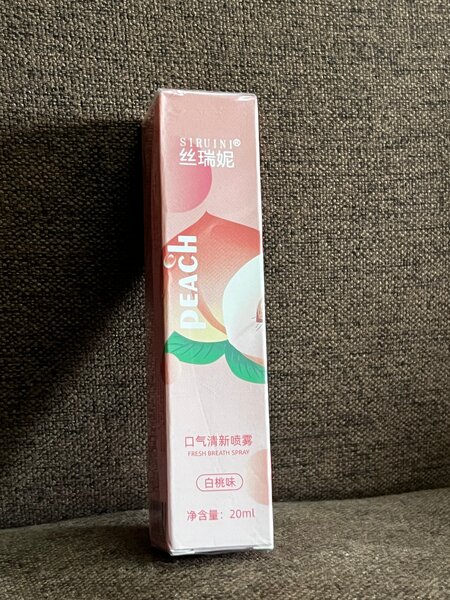 SIRUINI®
丝瑞妮
PEACH
口气清新喷雾
FRESH BREATH SPRAY
白桃味
净含量：20ml